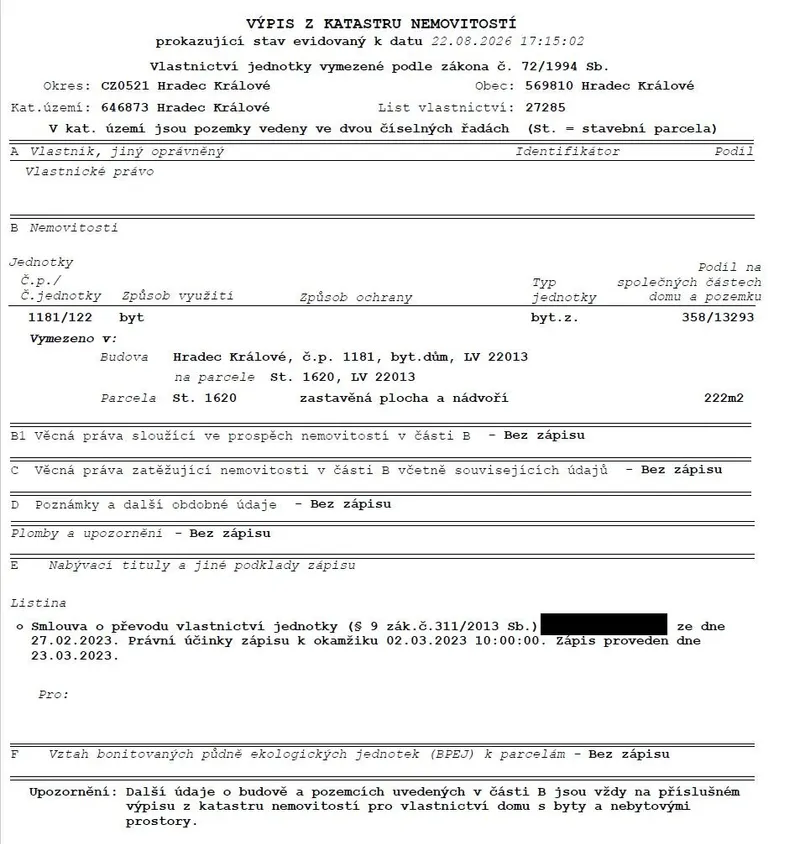 VÝPIS Z KATASTRU NEMOVITOSTÍ
prokazující stav evidovaný k datu 22.08.2026 17:15:02
Vlastnictví jednotky vymezené podle zákona č. 72/1994 Sb.
Okres: CZ0521 Hradec Králové Obec: 569810 Hradec Králové
Kat.území: 646873 Hradec Králové List vlastnictví: 27285
V kat. území jsou pozemky vedeny ve dvou číselných řadách (St. = stavební parcela)
A Vlastník, jiný oprávněný Identifikátor Podíl
Vlastnické právo
B Nemovitosti
Jednotky
Č.p./
Č.jednotky Způsob využití Způsob ochrany Typ jednotky Podíl na společných částech domu a pozemku
1181/122 byt byt.z. 358/13293
Vymezeno v:
Budova Hradec Králové, č.p. 1181, byt.dům, LV 22013
na parcele St. 1620, LV 22013
Parcela St. 1620 zastavěná plocha a nádvoří 222m2
B1 Věcná práva sloužící ve prospěch nemovitostí v části B - Bez zápisu
C Věcná práva zatěžující nemovitosti v části B včetně souvisejících údajů - Bez zápisu
D Poznámky a další obdobné údaje - Bez zápisu
Plomby a upozornění - Bez zápisu
E Nabývací tituly a jiné podklady zápisu
Listina
o Smlouva o převodu vlastnictví jednotky (§ 9 zák.č.311/2013 Sb.) ze dne
27.02.2023. Právní účinky zápisu k okamžiku 02.03.2023 10:00:00. Zápis proveden dne
23.03.2023.
Pro:
F Vztah bonitovaných půdně ekologických jednotek (BPEJ) k parcelám - Bez zápisu
Upozornění: Další údaje o budově a pozemcích uvedených v části B jsou vždy na příslušném
výpisu z katastru nemovitostí pro vlastnictví domu s byty a nebytovými
prostory.